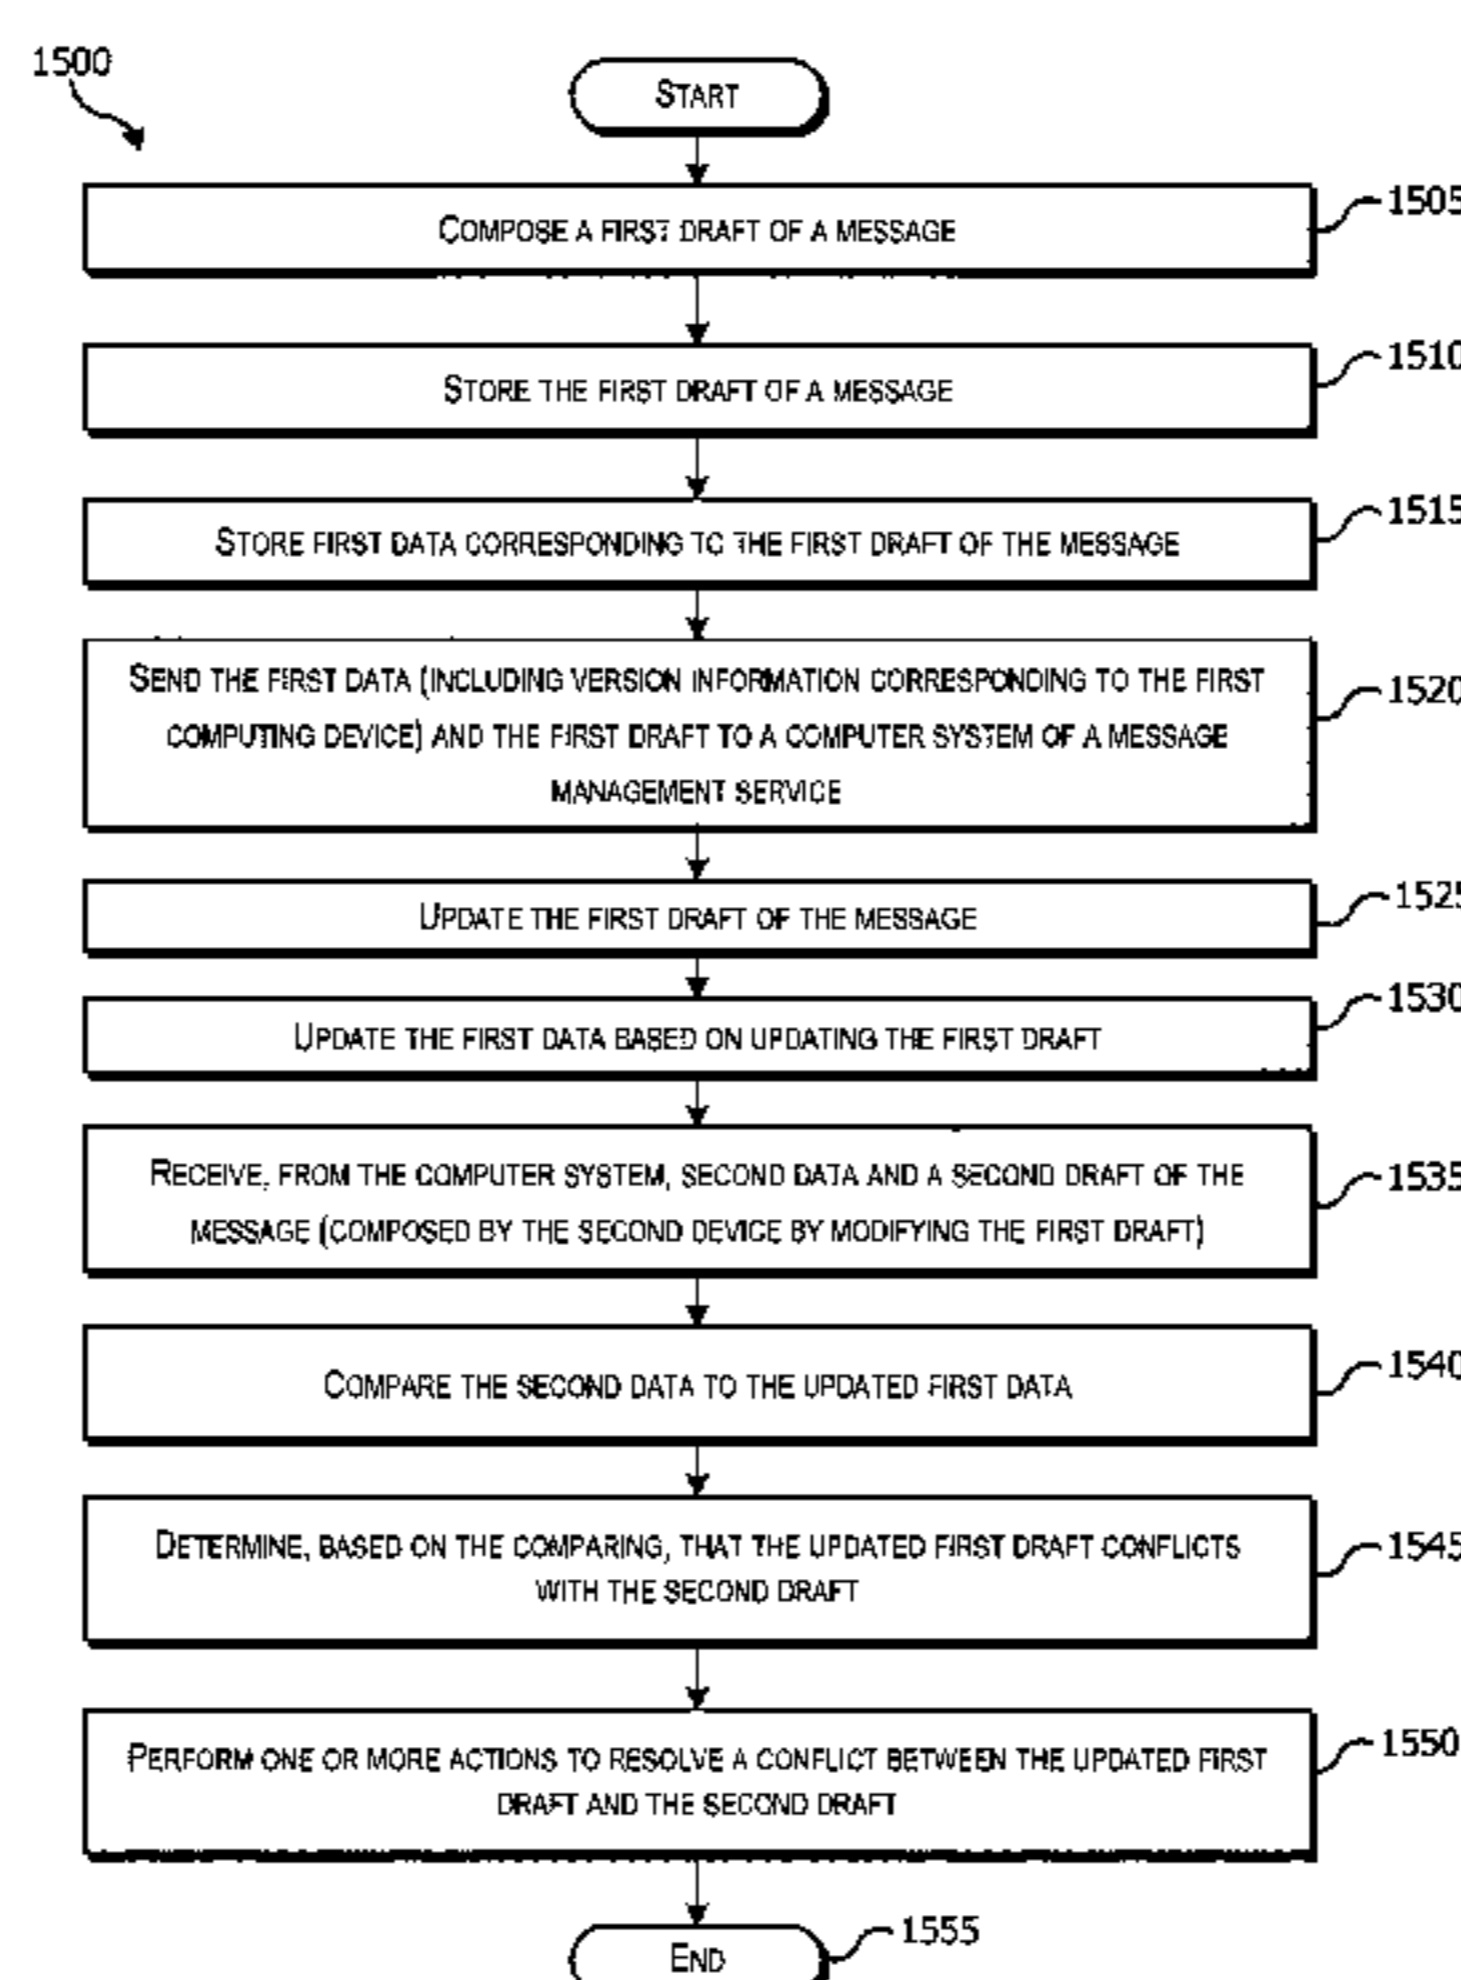 1500
START
COMPOSE A FIRST DRAFT OF A MESSAGE
1505
STORE THE FIRST DRAFT OF A MESSAGE
1510
STORE FIRST DATA CORRESPONDING TO THE FIRST DRAFT OF THE MESSAGE
1515
SEND THE FIRST DATA (INCLUDING VERSION INFORMATION CORRESPONDING TO THE FIRST
COMPUTING DEVICE) AND THE FIRST DRAFT TO A COMPUTER SYSTEM OF A MESSAGE
MANAGEMENT SERVICE
1520
UPDATE THE FIRST DRAFT OF THE MESSAGE
1525
UPDATE THE FIRST DATA BASED ON UPDATING THE FIRST DRAFT
1530
RECEIVE, FROM THE COMPUTER SYSTEM, SECOND DATA AND A SECOND DRAFT OF THE
MESSAGE (COMPOSED BY THE SECOND DEVICE BY MODIFYING THE FIRST DRAFT)
1535
COMPARE THE SECOND DATA TO THE UPDATED FIRST DATA
1540
DETERMINE, BASED ON THE COMPARING, THAT THE UPDATED FIRST DRAFT CONFLICTS
WITH THE SECOND DRAFT
1545
PERFORM ONE OR MORE ACTIONS TO RESOLVE A CONFLICT BETWEEN THE UPDATED FIRST
DRAFT AND THE SECOND DRAFT
1550
END
1555